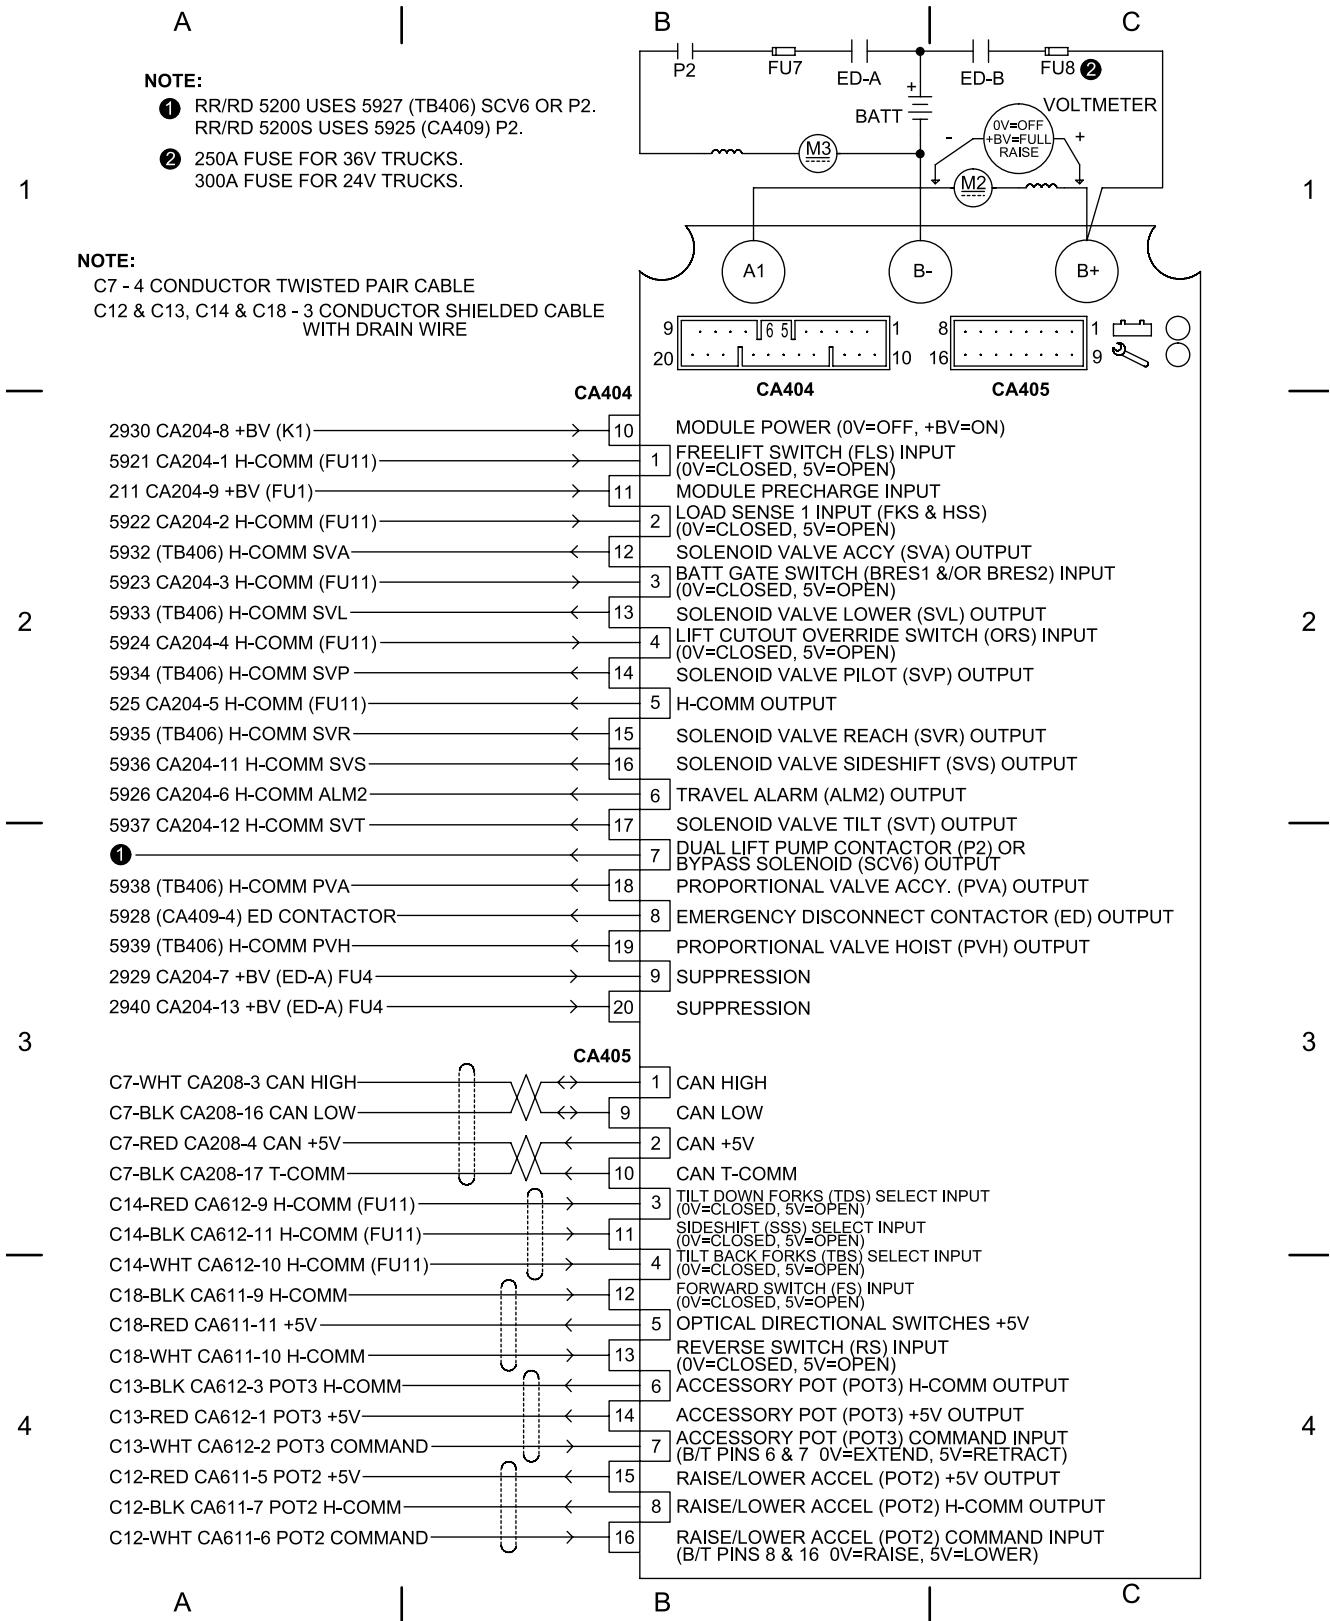 A B C
P2 FU7 ED-A ED-B FU8 2
NOTE:
1 RR/RD 5200 USES 5927 (TB406) SCV6 OR P2.
RR/RD 5200S USES 5925 (CA409) P2.
2 250A FUSE FOR 36V TRUCKS.
300A FUSE FOR 24V TRUCKS.
+
BATT
VOLTMETER
- 0V=OFF +
+BV=FULL
RAISE
M3
M2
1 1
NOTE:
C7 - 4 CONDUCTOR TWISTED PAIR CABLE
C12 & C13, C14 & C18 - 3 CONDUCTOR SHIELDED CABLE
WITH DRAIN WIRE
A1 B- B+
9 6 5 1 8 1
20 10 16 9
CA404 CA404 CA405
2930 CA204-8 +BV (K1) 10 MODULE POWER (0V=OFF, +BV=ON)
5921 CA204-1 H-COMM (FU11) 1 FREELIFT SWITCH (FLS) INPUT
(0V=CLOSED, 5V=OPEN)
211 CA204-9 +BV (FU1) 11 MODULE PRECHARGE INPUT
5922 CA204-2 H-COMM (FU11) 2 LOAD SENSE 1 INPUT (FKS & HSS)
(0V=CLOSED, 5V=OPEN)
5932 (TB406) H-COMM SVA 12 SOLENOID VALVE ACCY (SVA) OUTPUT
5923 CA204-3 H-COMM (FU11) 3 BATT GATE SWITCH (BRES1 &/OR BRES2) INPUT
(0V=CLOSED, 5V=OPEN)
5933 (TB406) H-COMM SVL 13 SOLENOID VALVE LOWER (SVL) OUTPUT
2 2
5924 CA204-4 H-COMM (FU11) 4 LIFT CUTOUT OVERRIDE SWITCH (ORS) INPUT
(0V=CLOSED, 5V=OPEN)
5934 (TB406) H-COMM SVP 14 SOLENOID VALVE PILOT (SVP) OUTPUT
525 CA204-5 H-COMM (FU11) 5 H-COMM OUTPUT
5935 (TB406) H-COMM SVR 15 SOLENOID VALVE REACH (SVR) OUTPUT
5936 CA204-11 H-COMM SVS 16 SOLENOID VALVE SIDESHIFT (SVS) OUTPUT
5926 CA204-6 H-COMM ALM2 6 TRAVEL ALARM (ALM2) OUTPUT
5937 CA204-12 H-COMM SVT 17 SOLENOID VALVE TILT (SVT) OUTPUT
1 7 DUAL LIFT PUMP CONTACTOR (P2) OR
BYPASS SOLENOID (SCV6) OUTPUT
5938 (TB406) H-COMM PVA 18 PROPORTIONAL VALVE ACCY. (PVA) OUTPUT
5928 (CA409-4) ED CONTACTOR 8 EMERGENCY DISCONNECT CONTACTOR (ED) OUTPUT
5939 (TB406) H-COMM PVH 19 PROPORTIONAL VALVE HOIST (PVH) OUTPUT
2929 CA204-7 +BV (ED-A) FU4 9 SUPPRESSION
2940 CA204-13 +BV (ED-A) FU4 20 SUPPRESSION
3 3
CA405
C7-WHT CA208-3 CAN HIGH 1 CAN HIGH
C7-BLK CA208-16 CAN LOW 9 CAN LOW
C7-RED CA208-4 CAN +5V 2 CAN +5V
C7-BLK CA208-17 T-COMM 10 CAN T-COMM
C14-RED CA612-9 H-COMM (FU11) 3 TILT DOWN FORKS (TDS) SELECT INPUT
(0V=CLOSED, 5V=OPEN)
C14-BLK CA612-11 H-COMM (FU11) 11 SIDESHIFT (SSS) SELECT INPUT
(0V=CLOSED, 5V=OPEN)
C14-WHT CA612-10 H-COMM (FU11) 4 TILT BACK FORKS (TBS) SELECT INPUT
(0V=CLOSED, 5V=OPEN)
C18-BLK CA611-9 H-COMM 12 FORWARD SWITCH (FS) INPUT
(0V=CLOSED, 5V=OPEN)
C18-RED CA611-11 +5V 5 OPTICAL DIRECTIONAL SWITCHES +5V
C18-WHT CA611-10 H-COMM 13 REVERSE SWITCH (RS) INPUT
(0V=CLOSED, 5V=OPEN)
C13-BLK CA612-3 POT3 H-COMM 6 ACCESSORY POT (POT3) H-COMM OUTPUT
C13-RED CA612-1 POT3 +5V 14 ACCESSORY POT (POT3) +5V OUTPUT
4 4
C13-WHT CA612-2 POT3 COMMAND 7 ACCESSORY POT (POT3) COMMAND INPUT
(B/T PINS 6 & 7 0V=EXTEND, 5V=RETRACT)
C12-RED CA611-5 POT2 +5V 15 RAISE/LOWER ACCEL (POT2) +5V OUTPUT
C12-BLK CA611-7 POT2 H-COMM 8 RAISE/LOWER ACCEL (POT2) H-COMM OUTPUT
C12-WHT CA611-6 POT2 COMMAND 16 RAISE/LOWER ACCEL (POT2) COMMAND INPUT
(B/T PINS 8 & 16 0V=RAISE, 5V=LOWER)
A B C